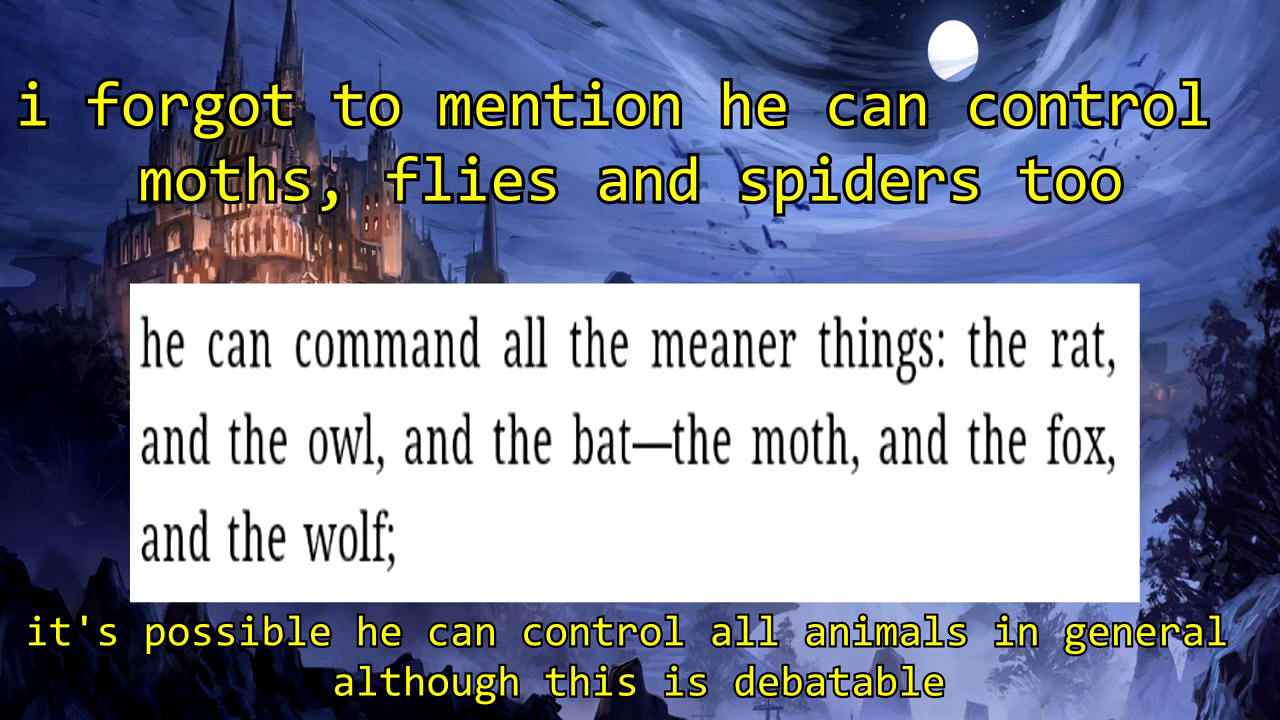 i forgot to mention he can control
moths, flies and spiders too
he can command all the meaner things: the rat,
and the owl, and the bat—the moth, and the fox,
and the wolf;
it's possible he can control all animals in general
although this is debatable